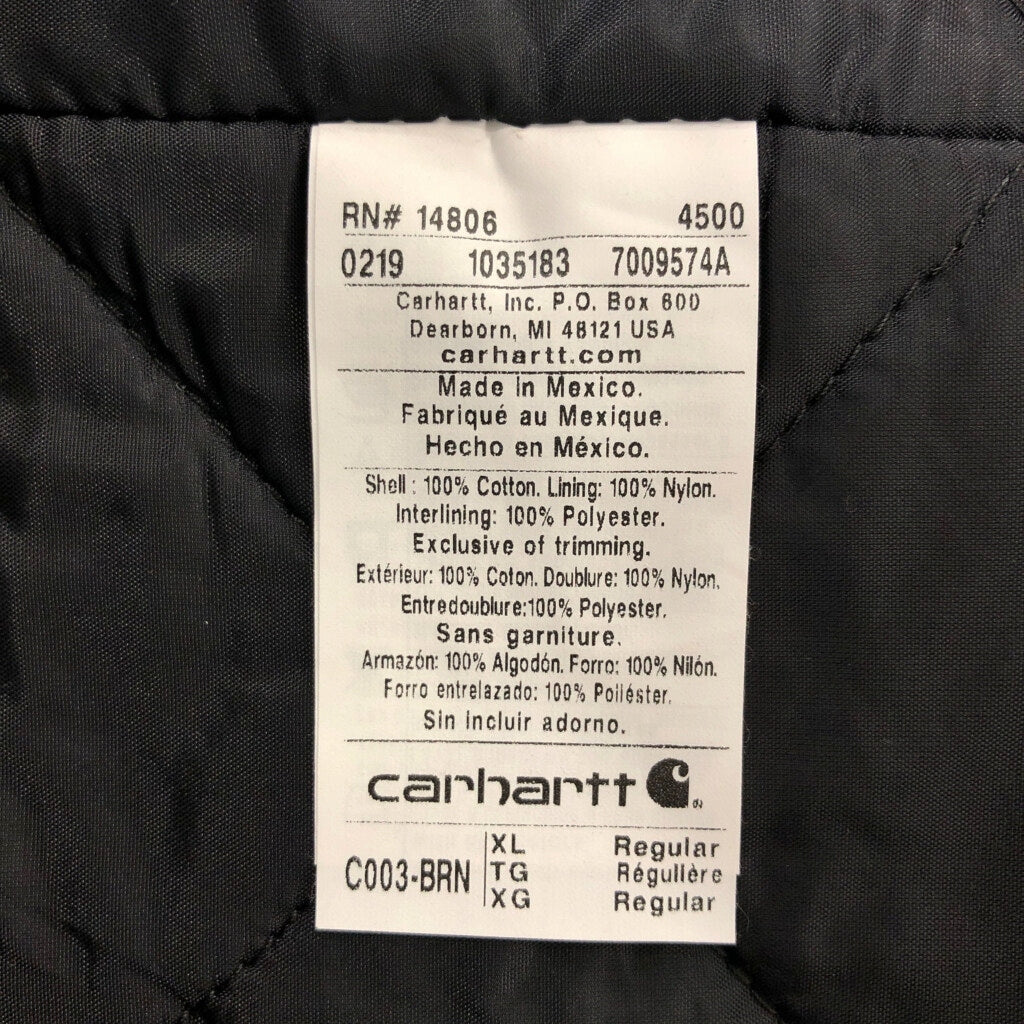 RN# 14806 4500
0219 1035183 7009574A
Carhartt, Inc. P.O. Box 600
Dearborn, MI 48121 USA
carhartt.com
Made in Mexico.
Fabriqué au Mexique.
Hecho en México.
Shell : 100% Cotton. Lining: 100% Nylon.
Interlining: 100% Polyester.
Exclusive of trimming.
Extérieur: 100% Coton. Doublure: 100% Nylon.
Entredoublure:100% Polyester.
Sans garniture.
Armazón: 100% Algodón. Forro: 100% Nilón.
Forro entrelazado: 100% Poliéster.
Sin incluir adorno.
carhartt
C003-BRN
XL Regular
TG Régulière
XG Regular